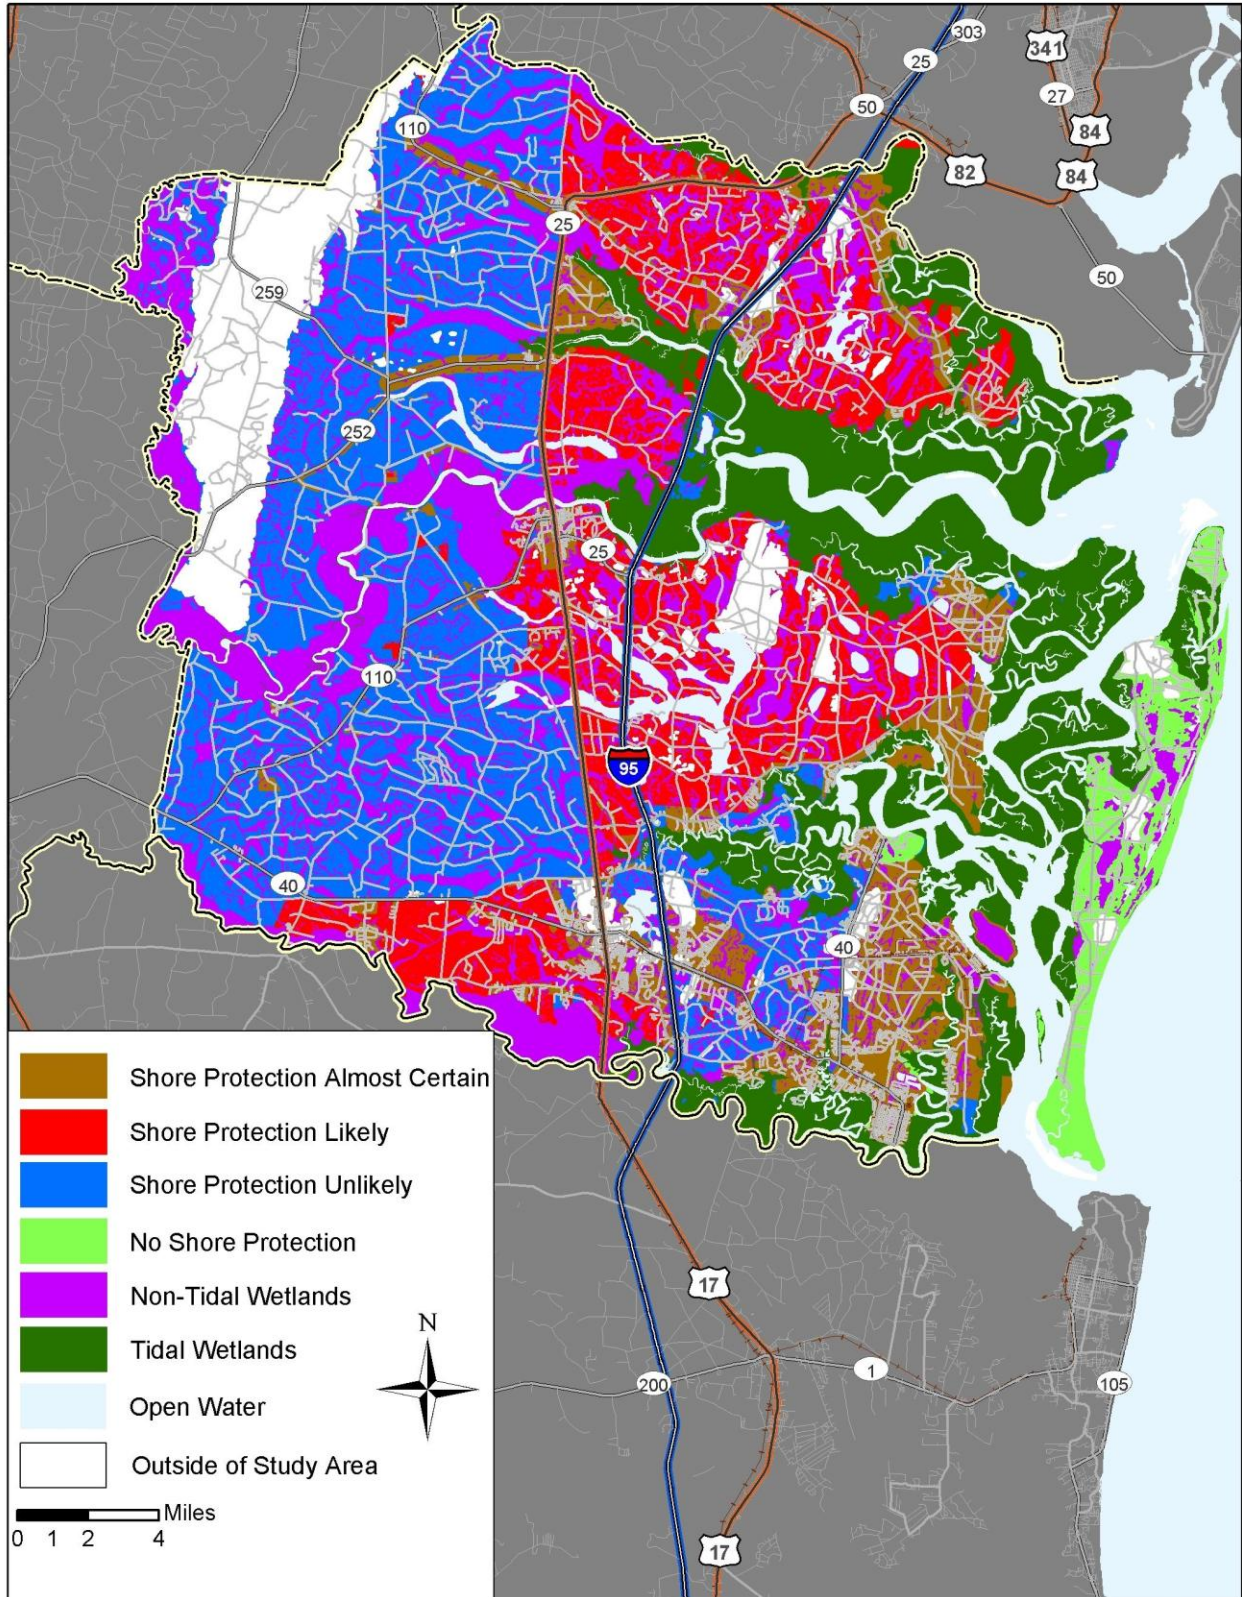 303
341
25
27
50
84
110
82
84
25
50
259
252
25
110
95
40
40
Shore Protection Almost Certain
Shore Protection Likely
Shore Protection Unlikely
No Shore Protection
Non-Tidal Wetlands
N
Tidal Wetlands
Open Water
Outside of Study Area
Miles
0 1 2 4
17
1
200
105
17